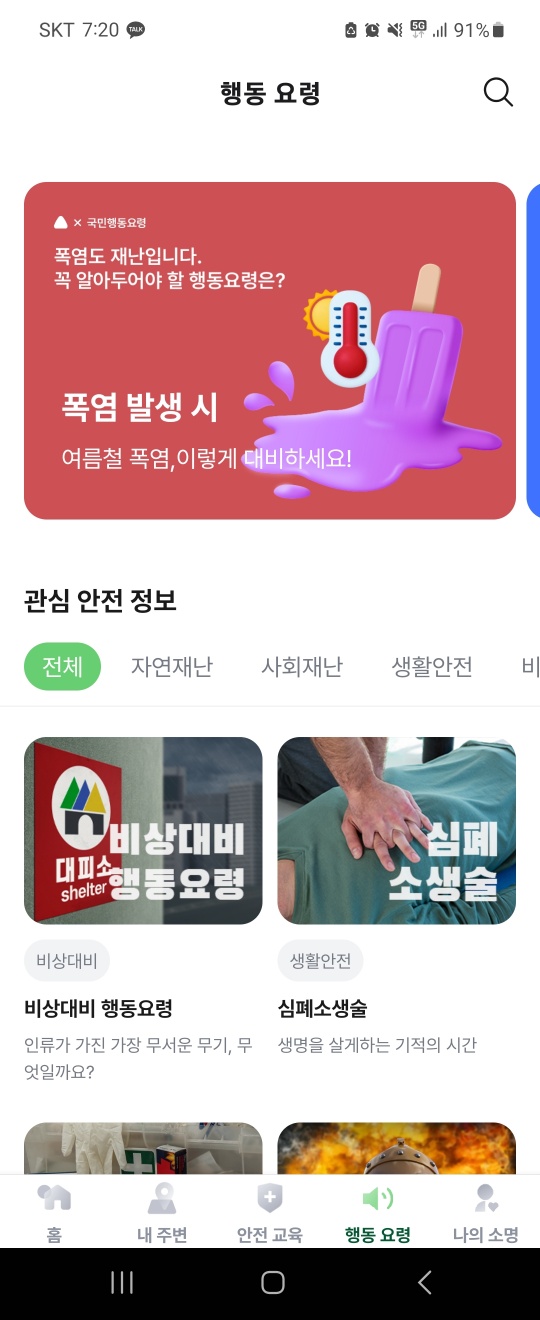 SKT 7:20 TALK 5G 91%
행동 요령
× 국민행동요령
폭염도 재난입니다.
꼭 알아두어야 할 행동요령은?
폭염 발생 시
여름철 폭염,이렇게 대비하세요!
관심 안전 정보
전체 자연재난 사회재난 생활안전 비
대피소
shelter
비상대비
행동요령
심폐
소생술
비상대비
생활안전
비상대비 행동요령
심폐소생술
인류가 가진 가장 무서운 무기, 무
엇일까요?
생명을 살게하는 기적의 시간
홈 내 주변 안전 교육 행동 요령 나의 소명